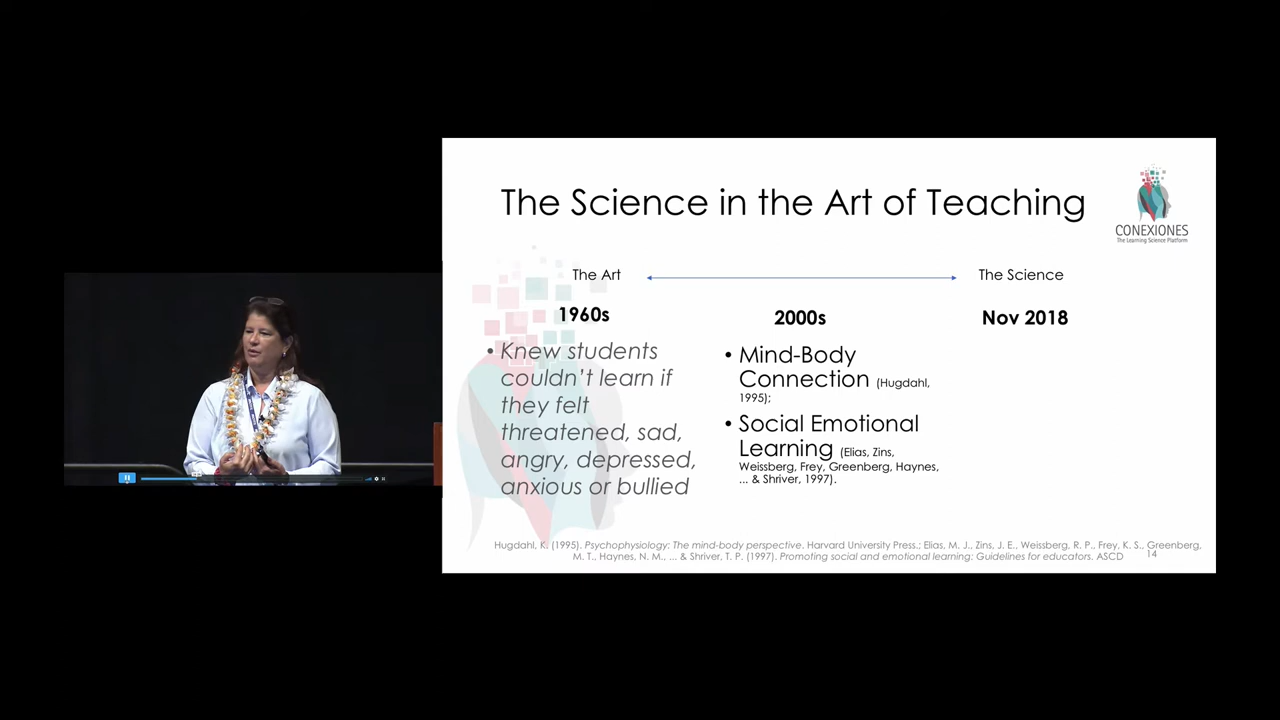 The Science in the Art of Teaching
CONEXIONES
The Learning Science Platform
The Art
The Science
1960s
2000s
Nov 2018
• Knew students
couldn't learn if
they felt
threatened, sad,
angry, depressed,
anxious or bullied
• Mind-Body
Connection (Hugdahl,
1995);
• Social Emotional
Learning (Elias, Zins,
Weissberg, Frey, Greenberg, Haynes,
... & Shriver, 1997).
Hugdahl, K. (1995). Psychophysiology: The mind-body perspective. Harvard University Press.; Elias, M. J., Zins, J. E., Weissberg, R. P., Frey, K. S., Greenberg,
M. T., Haynes, N. M., ... & Shriver, T. P. (1997). Promoting social and emotional learning: Guidelines for educators. ASCD
14